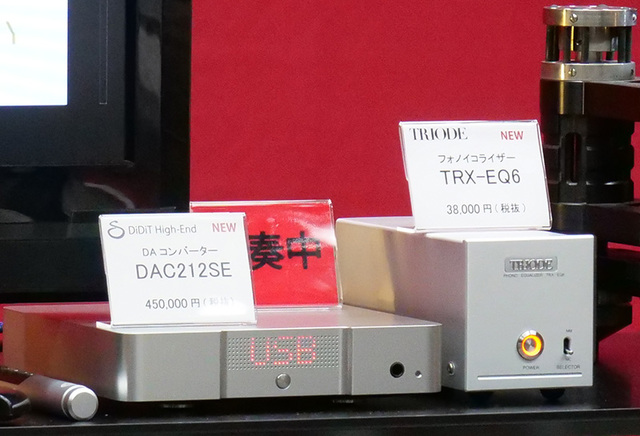 TRIODE NEW
フォノイコライザー
TRX-EQ6
38,000円(税抜)
δ DiDiT High-End NEW
DA コンバーター
DAC212SE
450,000円(税抜)
奏中
USB
TRIODE
POWER
SELECTOR